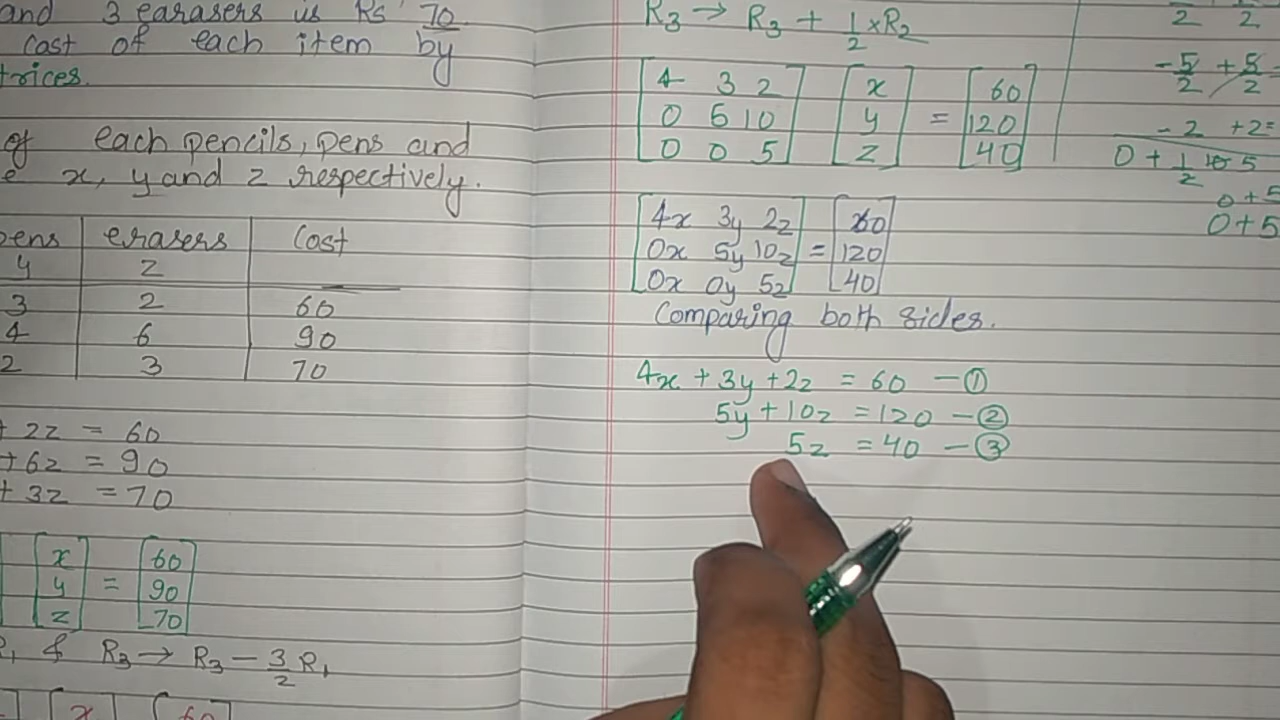 and 3 earasers is Rs 70
cost of each item by
trices.
of each pencils, pens and
e x, y and z respectively.
pens erasers Cost
y z
3 2 60
4 6 90
2 3 70
+ 2z = 60
+ 6z = 90
+ 3z = 70
[x] = [60]
[y] [90]
[z] [70]
R₁ & R₃ → R₃ - 3/2 R₁
[x] [60]
R₃ → R₃ + 1/2 × R₂
[4 3 2] [x] = [60]
[0 5 10] [y] [120]
[0 0 5] [z] [40]
[4x 3y 2z] = [60]
[0x 5y 10z] [120]
[0x 0y 5z] [40]
Comparing both sides.
4x + 3y + 2z = 60 - ①
5y + 10z = 120 - ②
5z = 40 - ③
2 2
-5/2 + 5/2
-2 +2=
0 + 1/2 5
0 + 5
0 + 5